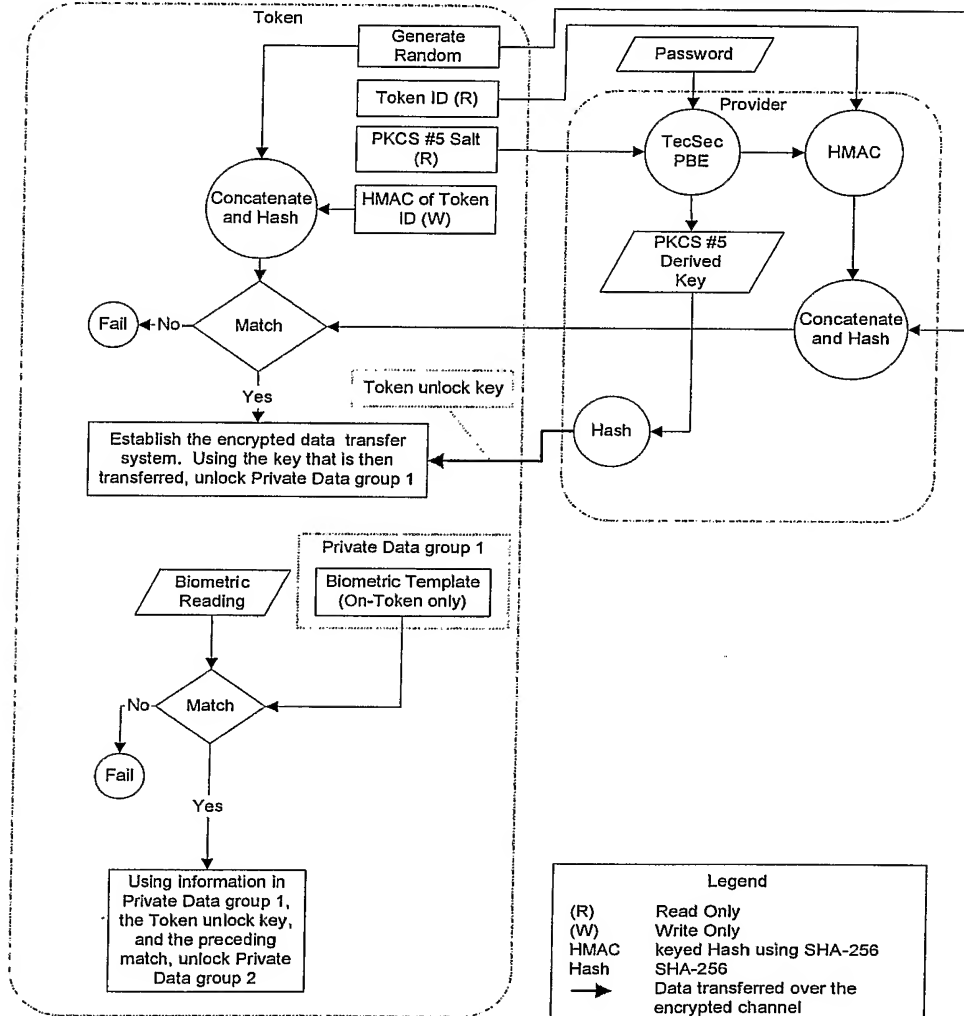 Token
Generate
Random
Password
Token ID (R)
Provider
PKCS #5 Salt
(R)
TecSec
PBE
HMAC
Concatenate
and Hash
HMAC of Token
ID (W)
PKCS #5
Derived
Key
Fail
No
Match
Concatenate
and Hash
Yes
Token unlock key
Hash
Establish the encrypted data transfer
system. Using the key that is then
transferred, unlock Private Data group 1
Private Data group 1
Biometric
Reading
Biometric Template
(On-Token only)
No
Match
Fail
Yes
Using information in
Private Data group 1,
the Token unlock key,
and the preceding
match, unlock Private
Data group 2
Legend
(R) Read Only
(W) Write Only
HMAC keyed Hash using SHA-256
Hash SHA-256
Data transferred over the
encrypted channel